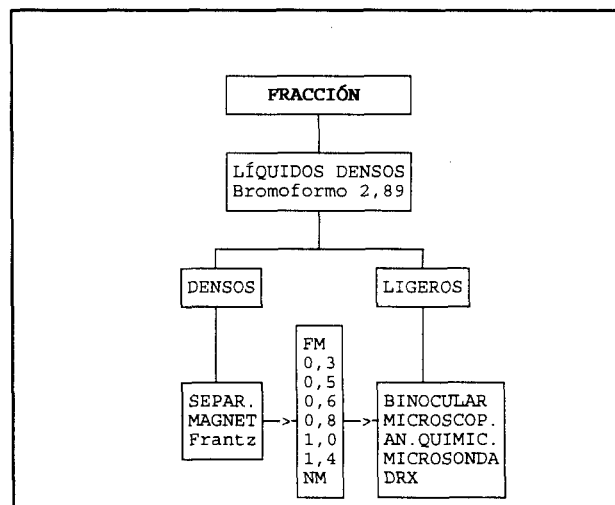 FRACCIÓN
LÍQUIDOS DENSOS
Bromoformo 2,89
DENSOS
LIGEROS
SEPAR.
MAGNET
Frantz
FM
0,3
0,5
0,6
0,8
1,0
1,4
NM
BINOCULAR
MICROSCOP.
AN.QUIMIC.
MICROSONDA
DRX